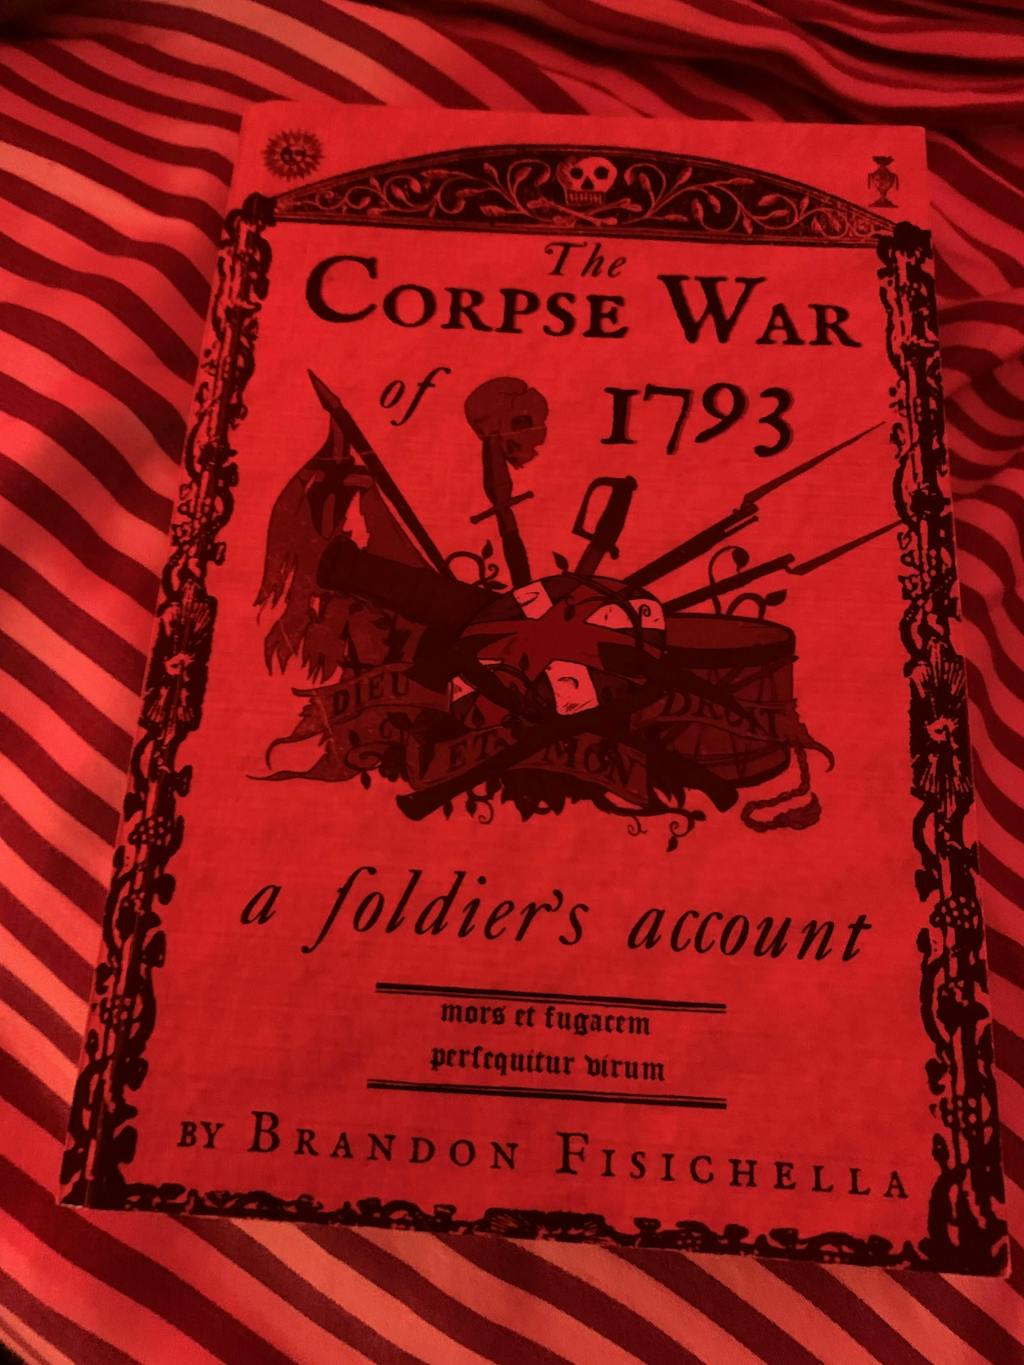 The
CORPSE WAR
of 1793
DIEU
ET MON
DROIT
a ſoldier's account
mors et fugacem
perſequitur virum
BY BRANDON FISICHELLA